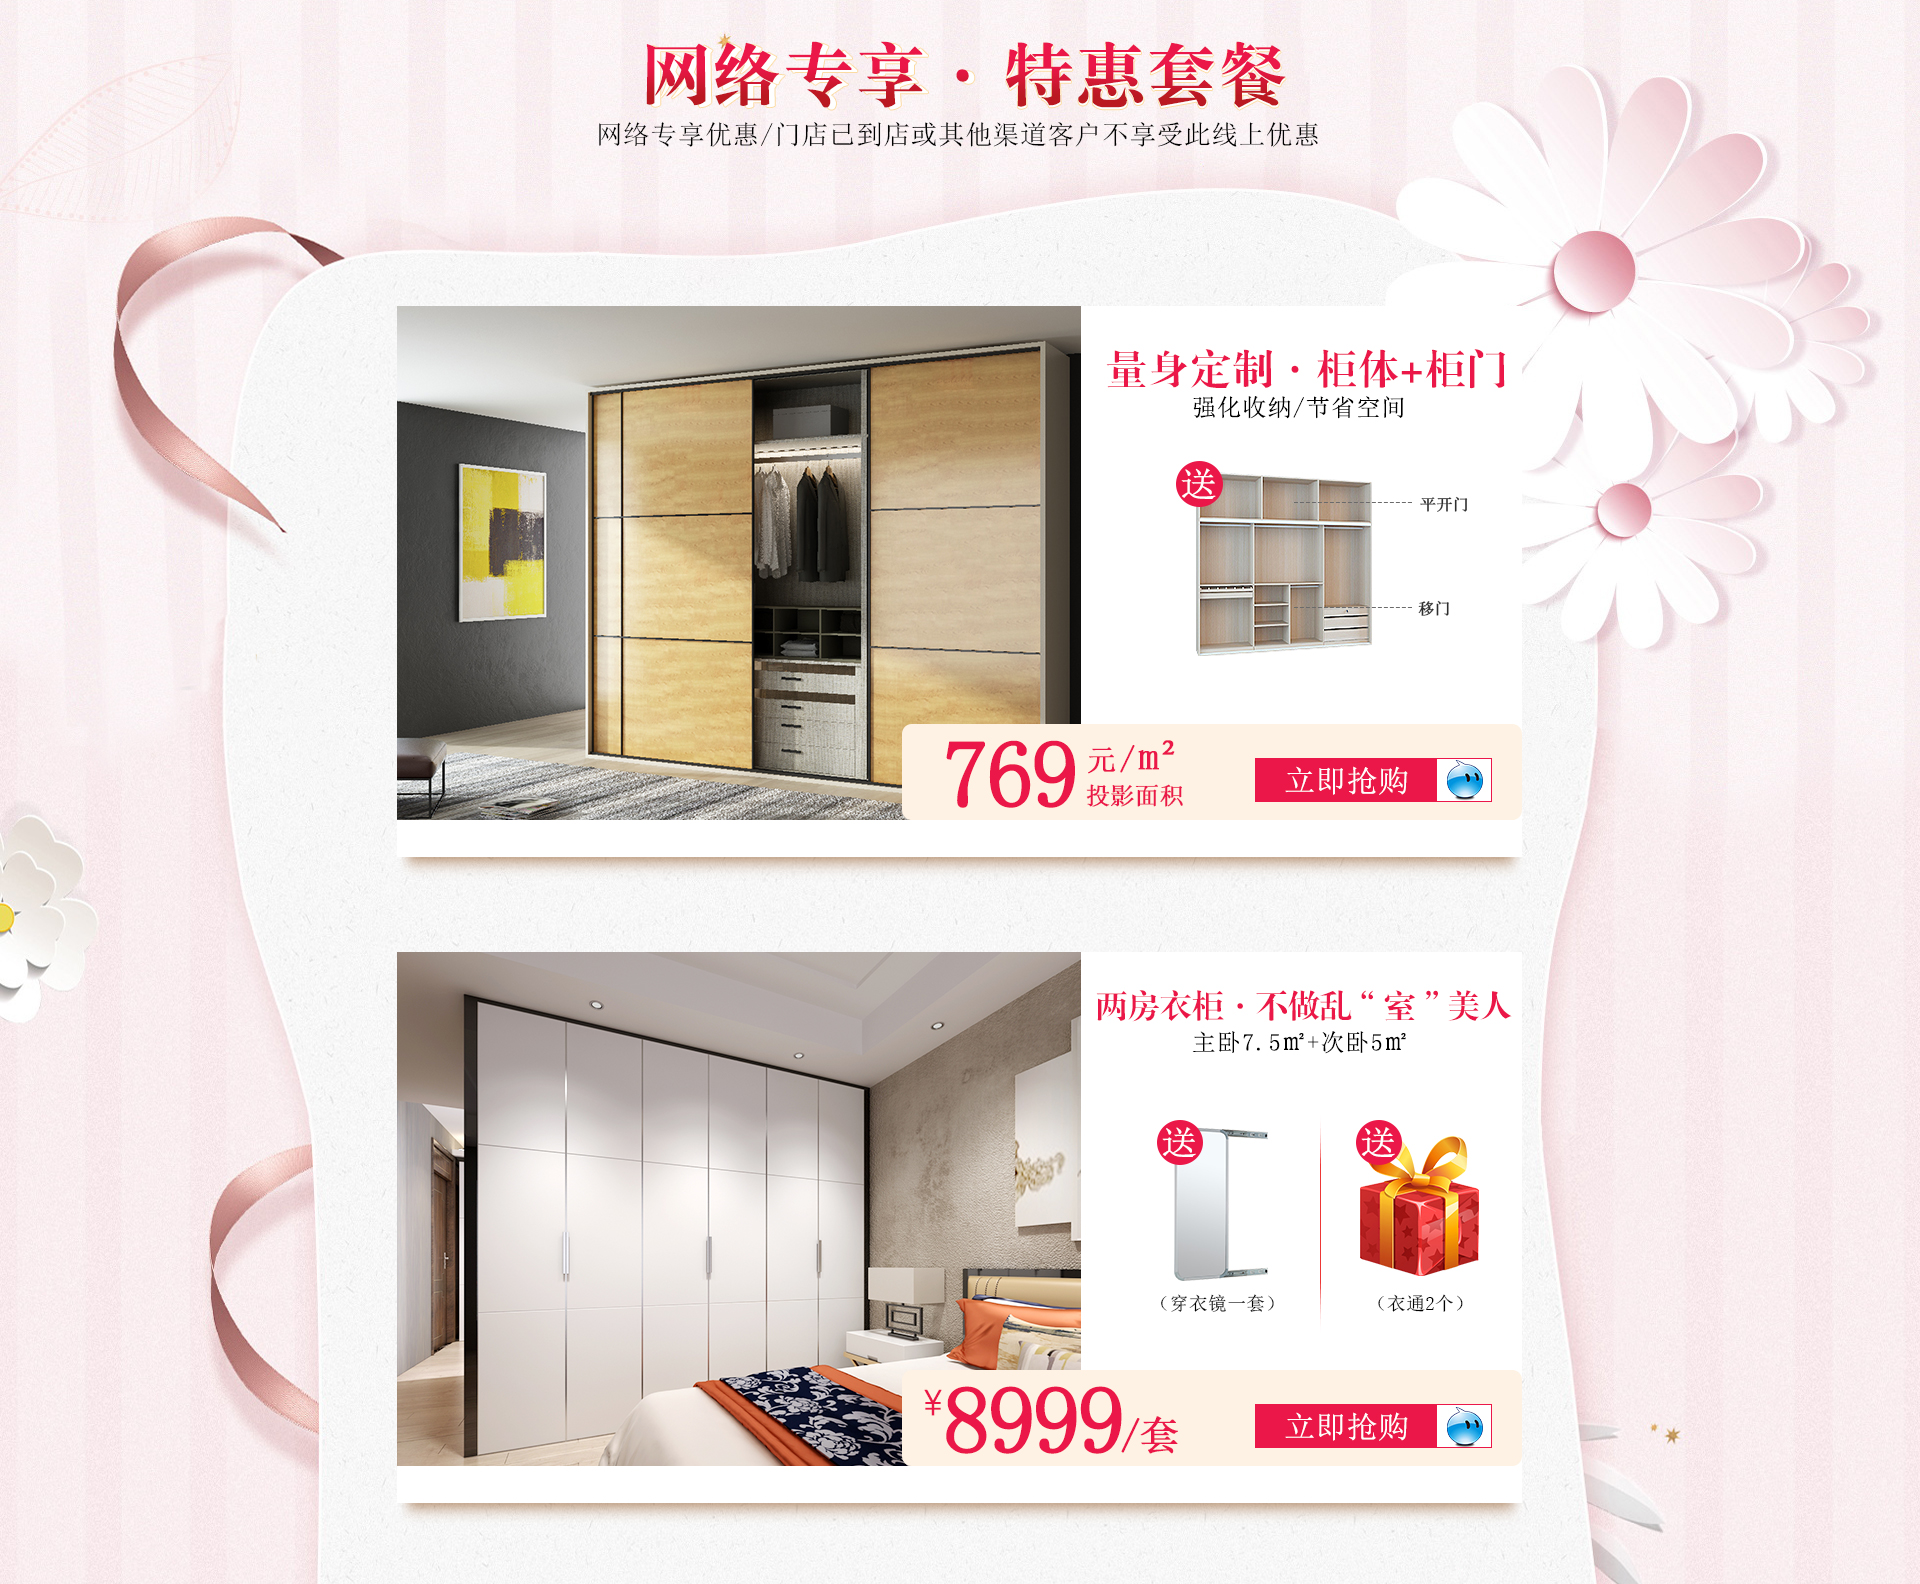 网络专享·特惠套餐
网络专享优惠/门店已到店或其他渠道客户不享受此线上优惠
量身定制·柜体+柜门
强化收纳/节省空间
送
平开门
移门
769元/m²
投影面积
立即抢购
两房衣柜·不做乱“室”美人
主卧7.5㎡+次卧5㎡
送
送
（穿衣镜一套）
（衣通2个）
¥8999/套
立即抢购